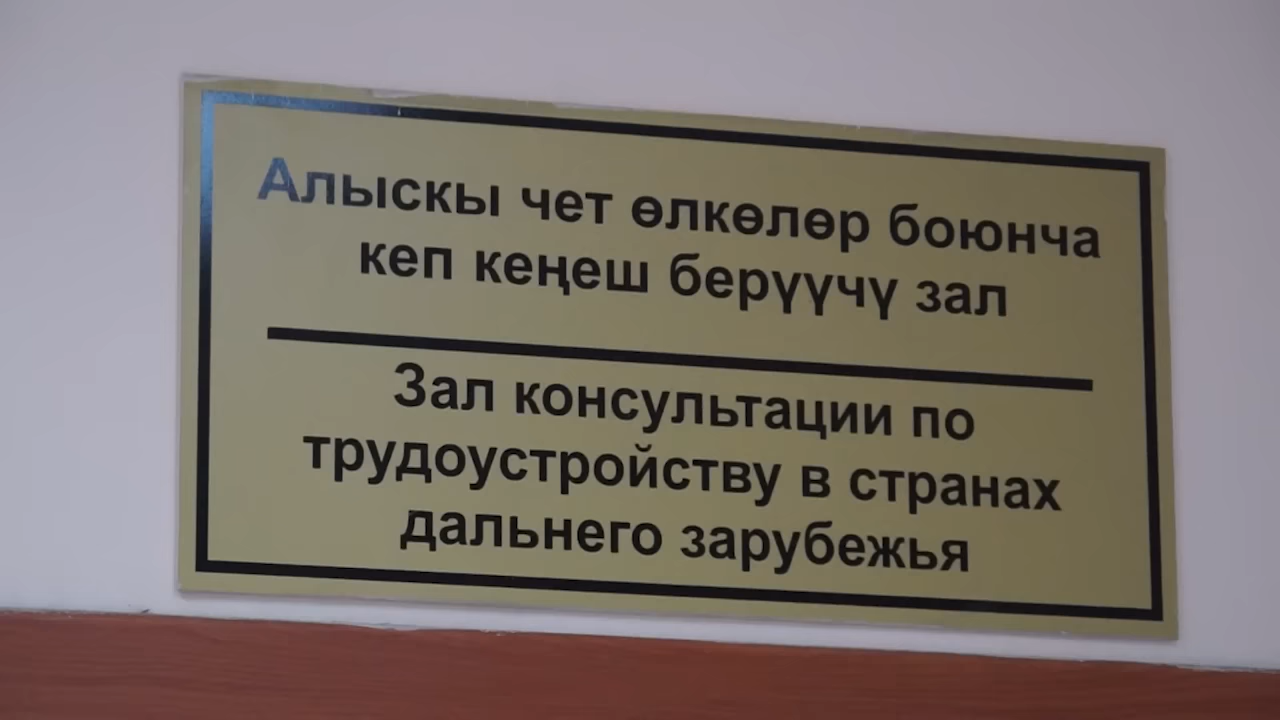 Алыскы чет өлкөлөр боюнча
кеп кеңеш берүүчү зал
Зал консультации по
трудоустройству в странах
дальнего зарубежья